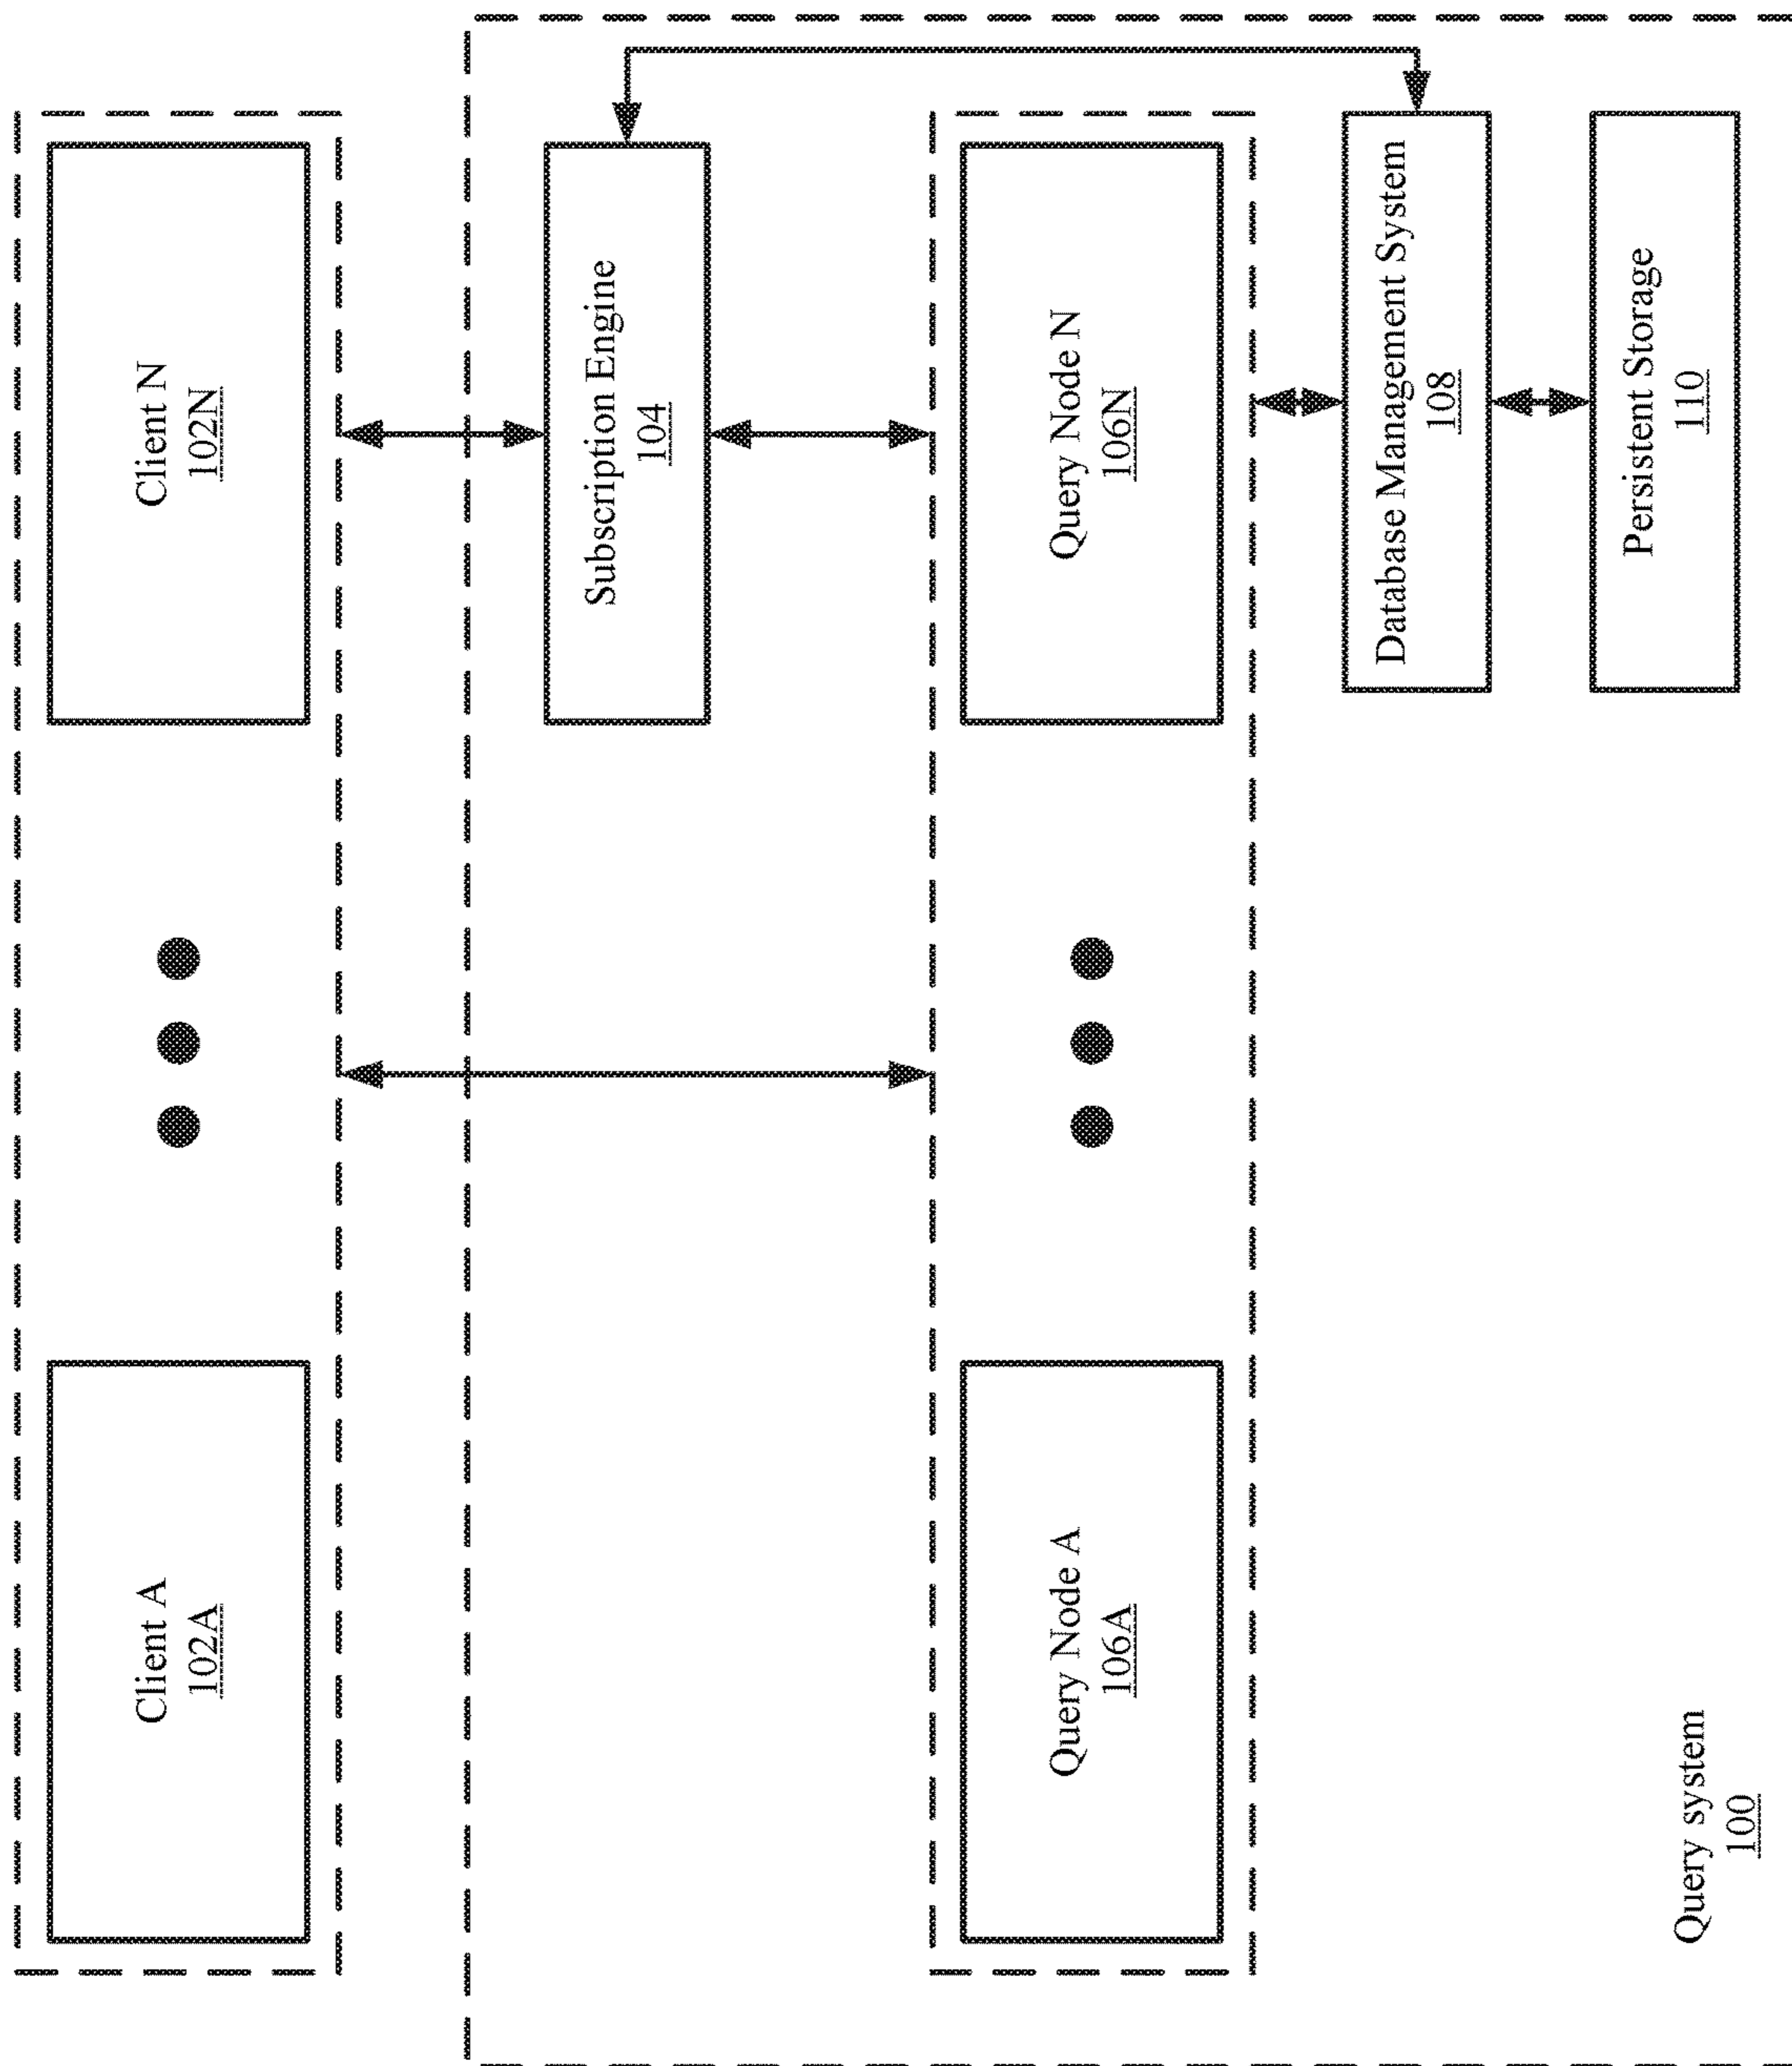 Client A
102A
Client N
102N
Subscription Engine
104
Query Node A
106A
Query Node N
106N
Database Management System
108
Persistent Storage
110
Query system
100